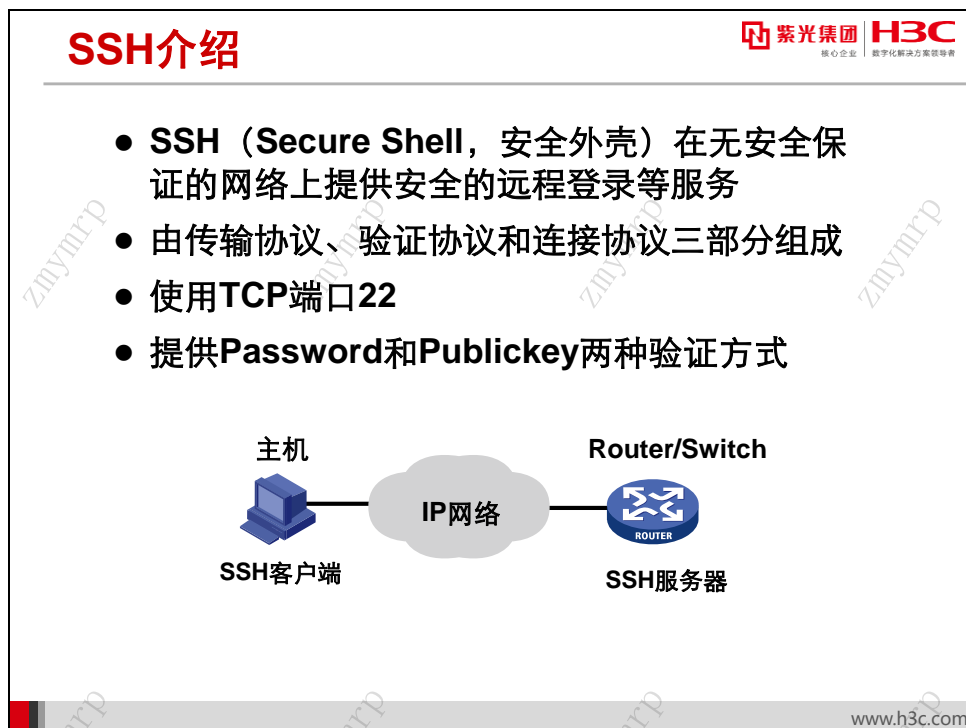 SSH介绍
紫光集团 H3C
核心企业 数字化解决方案领导者
● SSH（Secure Shell，安全外壳）在无安全保
证的网络上提供安全的远程登录等服务
● 由传输协议、验证协议和连接协议三部分组成
● 使用TCP端口22
● 提供Password和Publickey两种验证方式
主机
Router/Switch
IP网络
ROUTER
SSH客户端
SSH服务器
zmymrp
zmymrp
zmymrp
zmymrp
www.h3c.com